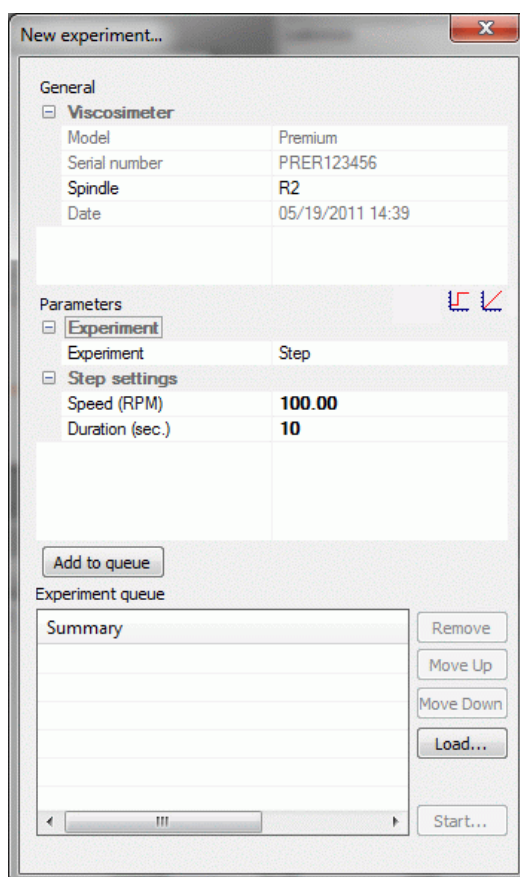 New experiment...
General
Viscosimeter
Model Premium
Serial number PRER123456
Spindle R2
Date 05/19/2011 14:39
Parameters
Experiment
Experiment Step
Step settings
Speed (RPM) 100.00
Duration (sec.) 10
Add to queue
Experiment queue
Summary
Remove
Move Up
Move Down
Load...
Start...